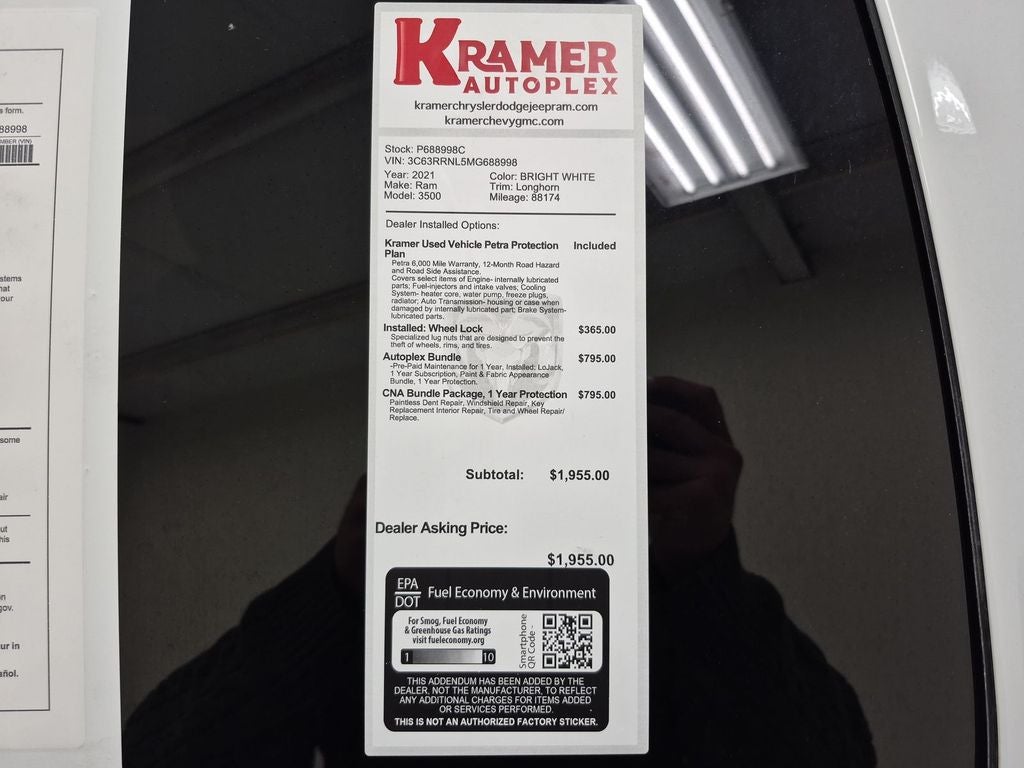 KRAMER
AUTOPLEX
kramerchryslerdodgejeepram.com
kramerchevygmc.com
Stock: P688998C
VIN: 3C63RRNL5MG688998
Year: 2021 Color: BRIGHT WHITE
Make: Ram Trim: Longhorn
Model: 3500 Mileage: 88174
Dealer Installed Options:
Kramer Used Vehicle Petra Protection Included
Plan
Petra 6,000 Mile Warranty, 12-Month Road Hazard
and Road Side Assistance.
Covers select items of Engine- internally lubricated
parts; Fuel-injectors and intake valves; Cooling
System- heater core, water pump, freeze plugs,
radiator; Auto Transmission- housing or case when
damaged by internally lubricated part; Brake System-
lubricated parts.
Installed: Wheel Lock $365.00
Specialized lug nuts that are designed to prevent the
theft of wheels, rims, and tires.
Autoplex Bundle $795.00
-Pre-Paid Maintenance for 1 Year, Installed, LoJack,
1 Year Subscription, Paint & Fabric Appearance
Bundle, 1 Year Protection.
CNA Bundle Package, 1 Year Protection $795.00
Paintless Dent Repair, Windshield Repair, Key
Replacement Interior Repair, Tire and Wheel Repair/
Replace.
Subtotal: $1,955.00
Dealer Asking Price:
$1,955.00
EPA
DOT
Fuel Economy & Environment
For Smog, Fuel Economy
& Greenhouse Gas Ratings
visit fueleconomy.org
1 10
Smartphone
QR Code -
THIS ADDENDUM HAS BEEN ADDED BY THE
DEALER, NOT THE MANUFACTURER, TO REFLECT
ANY ADDITIONAL CHARGES FOR ITEMS ADDED
OR SERVICES PERFORMED.
THIS IS NOT AN AUTHORIZED FACTORY STICKER.
form.
88998
some
ur in